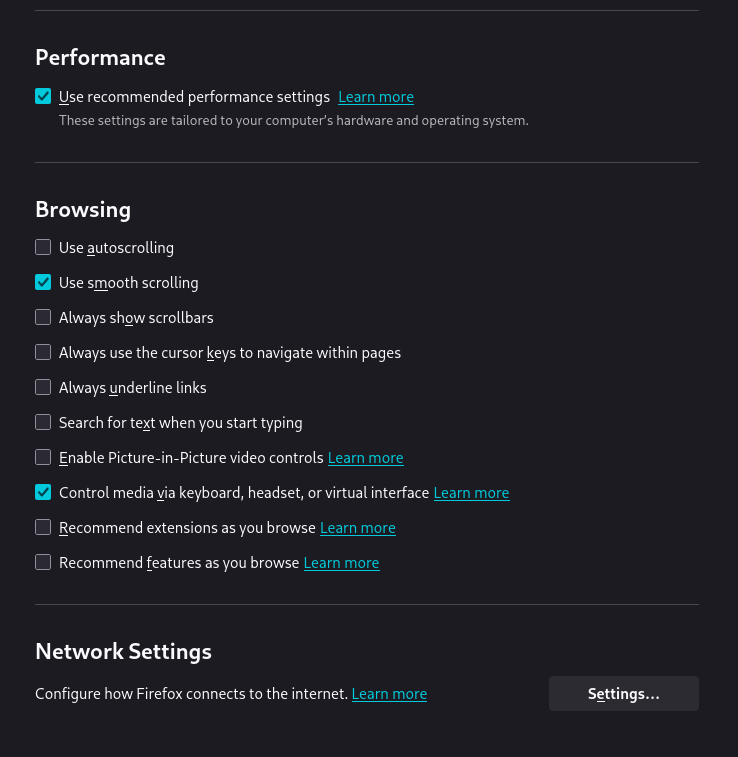 Performance
Use recommended performance settings Learn more
These settings are tailored to your computer’s hardware and operating system.
Browsing
Use autoscrolling
Use smooth scrolling
Always show scrollbars
Always use the cursor keys to navigate within pages
Always underline links
Search for text when you start typing
Enable Picture-in-Picture video controls Learn more
Control media via keyboard, headset, or virtual interface Learn more
Recommend extensions as you browse Learn more
Recommend features as you browse Learn more
Network Settings
Configure how Firefox connects to the internet. Learn more Settings…